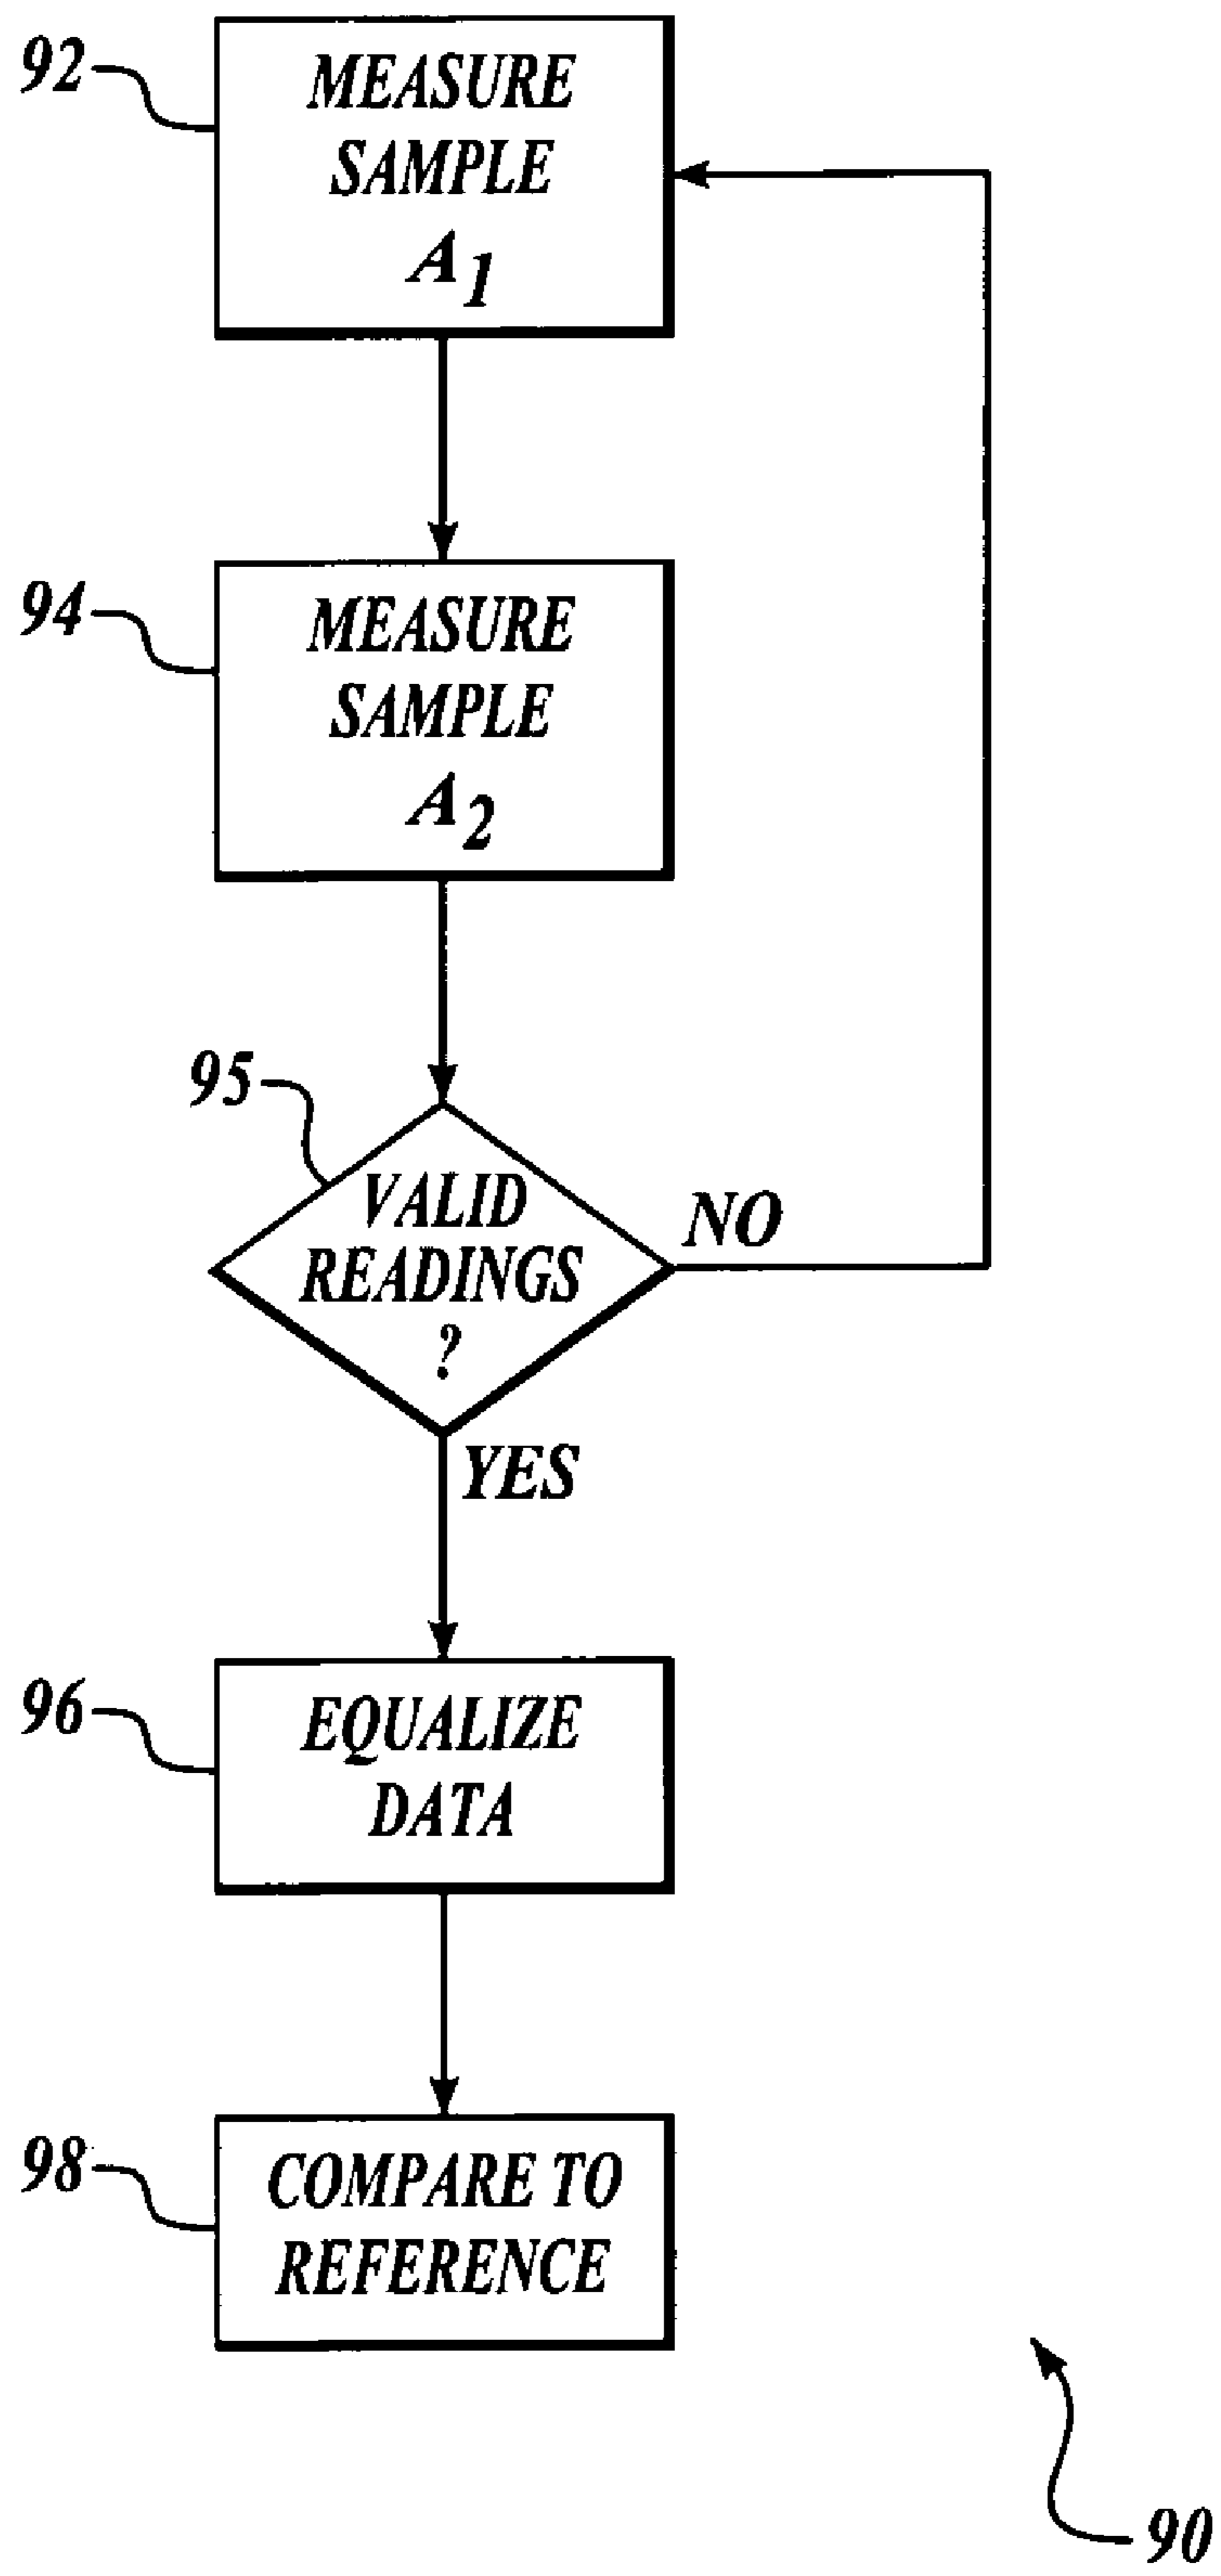 92
MEASURE
SAMPLE
A1
94
MEASURE
SAMPLE
A2
95
VALID
READINGS
?
NO
YES
96
EQUALIZE
DATA
98
COMPARE TO
REFERENCE
90